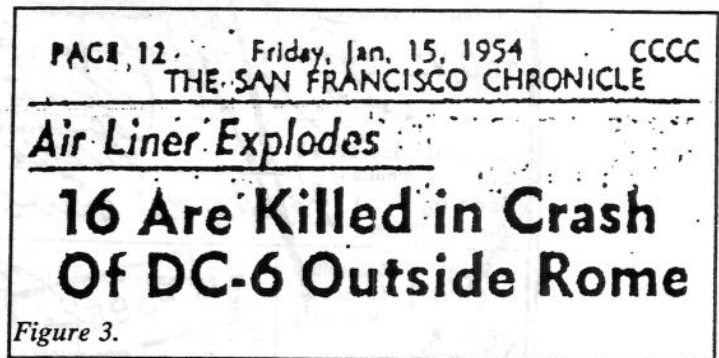 PAGE 12 Friday, Jan. 15, 1954 CCCC
THE SAN FRANCISCO CHRONICLE
Air Liner Explodes
16 Are Killed in Crash
Of DC-6 Outside Rome
Figure 3.